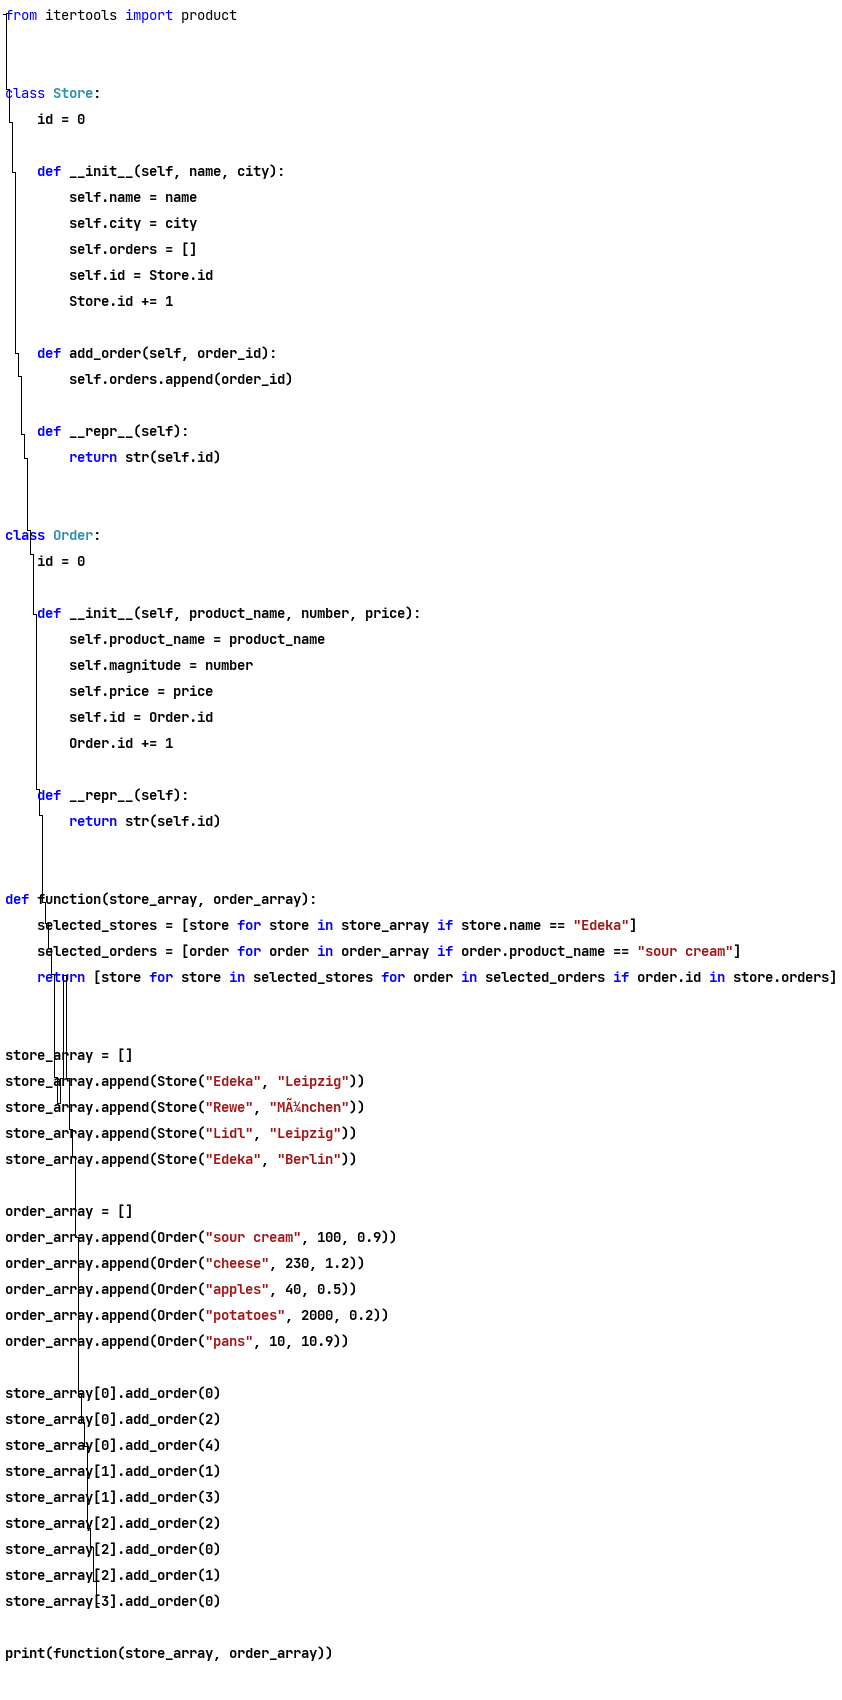 from itertools import product
class Store:
    id = 0
    def __init__(self, name, city):
        self.name = name
        self.city = city
        self.orders = []
        self.id = Store.id
        Store.id += 1
    def add_order(self, order_id):
        self.orders.append(order_id)
    def __repr__(self):
        return str(self.id)
class Order:
    id = 0
    def __init__(self, product_name, number, price):
        self.product_name = product_name
        self.magnitude = number
        self.price = price
        self.id = Order.id
        Order.id += 1
    def __repr__(self):
        return str(self.id)
def function(store_array, order_array):
    selected_stores = [store for store in store_array if store.name == "Edeka"]
    selected_orders = [order for order in order_array if order.product_name == "sour cream"]
    return [store for store in selected_stores for order in selected_orders if order.id in store.orders]
store_array = []
store_array.append(Store("Edeka", "Leipzig"))
store_array.append(Store("Rewe", "MÃ¼nchen"))
store_array.append(Store("Lidl", "Leipzig"))
store_array.append(Store("Edeka", "Berlin"))
order_array = []
order_array.append(Order("sour cream", 100, 0.9))
order_array.append(Order("cheese", 230, 1.2))
order_array.append(Order("apples", 40, 0.5))
order_array.append(Order("potatoes", 2000, 0.2))
order_array.append(Order("pans", 10, 10.9))
store_array[0].add_order(0)
store_array[0].add_order(2)
store_array[0].add_order(4)
store_array[1].add_order(1)
store_array[1].add_order(3)
store_array[2].add_order(2)
store_array[2].add_order(0)
store_array[2].add_order(1)
store_array[3].add_order(0)
print(function(store_array, order_array))